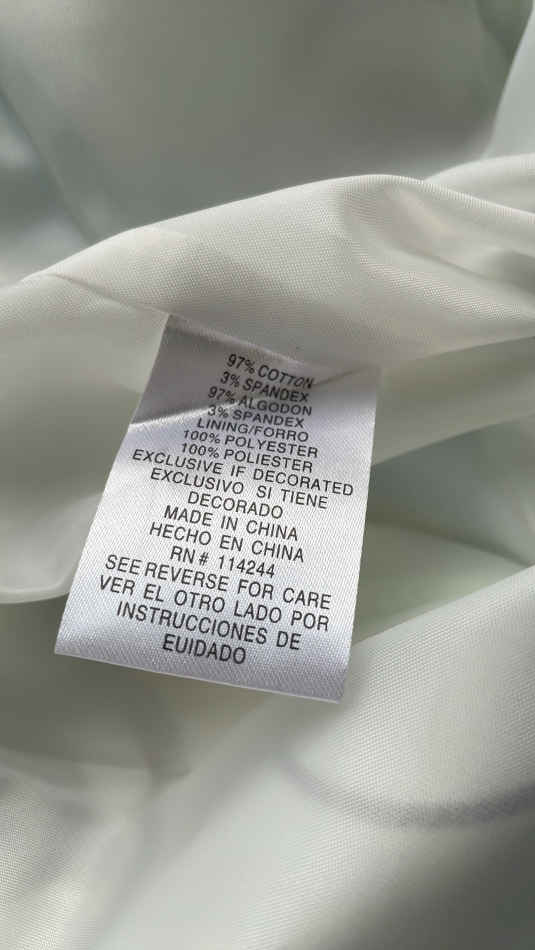 97% COTTON
3% SPANDEX
97% ALGODON
3% SPANDEX
LINING/FORRO
100% POLYESTER
100% POLIESTER
EXCLUSIVE IF DECORATED
EXCLUSIVO SI TIENE
DECORADO
MADE IN CHINA
HECHO EN CHINA
RN# 114244
SEE REVERSE FOR CARE
VER EL OTRO LADO POR
INSTRUCCIONES DE
EUIDADO